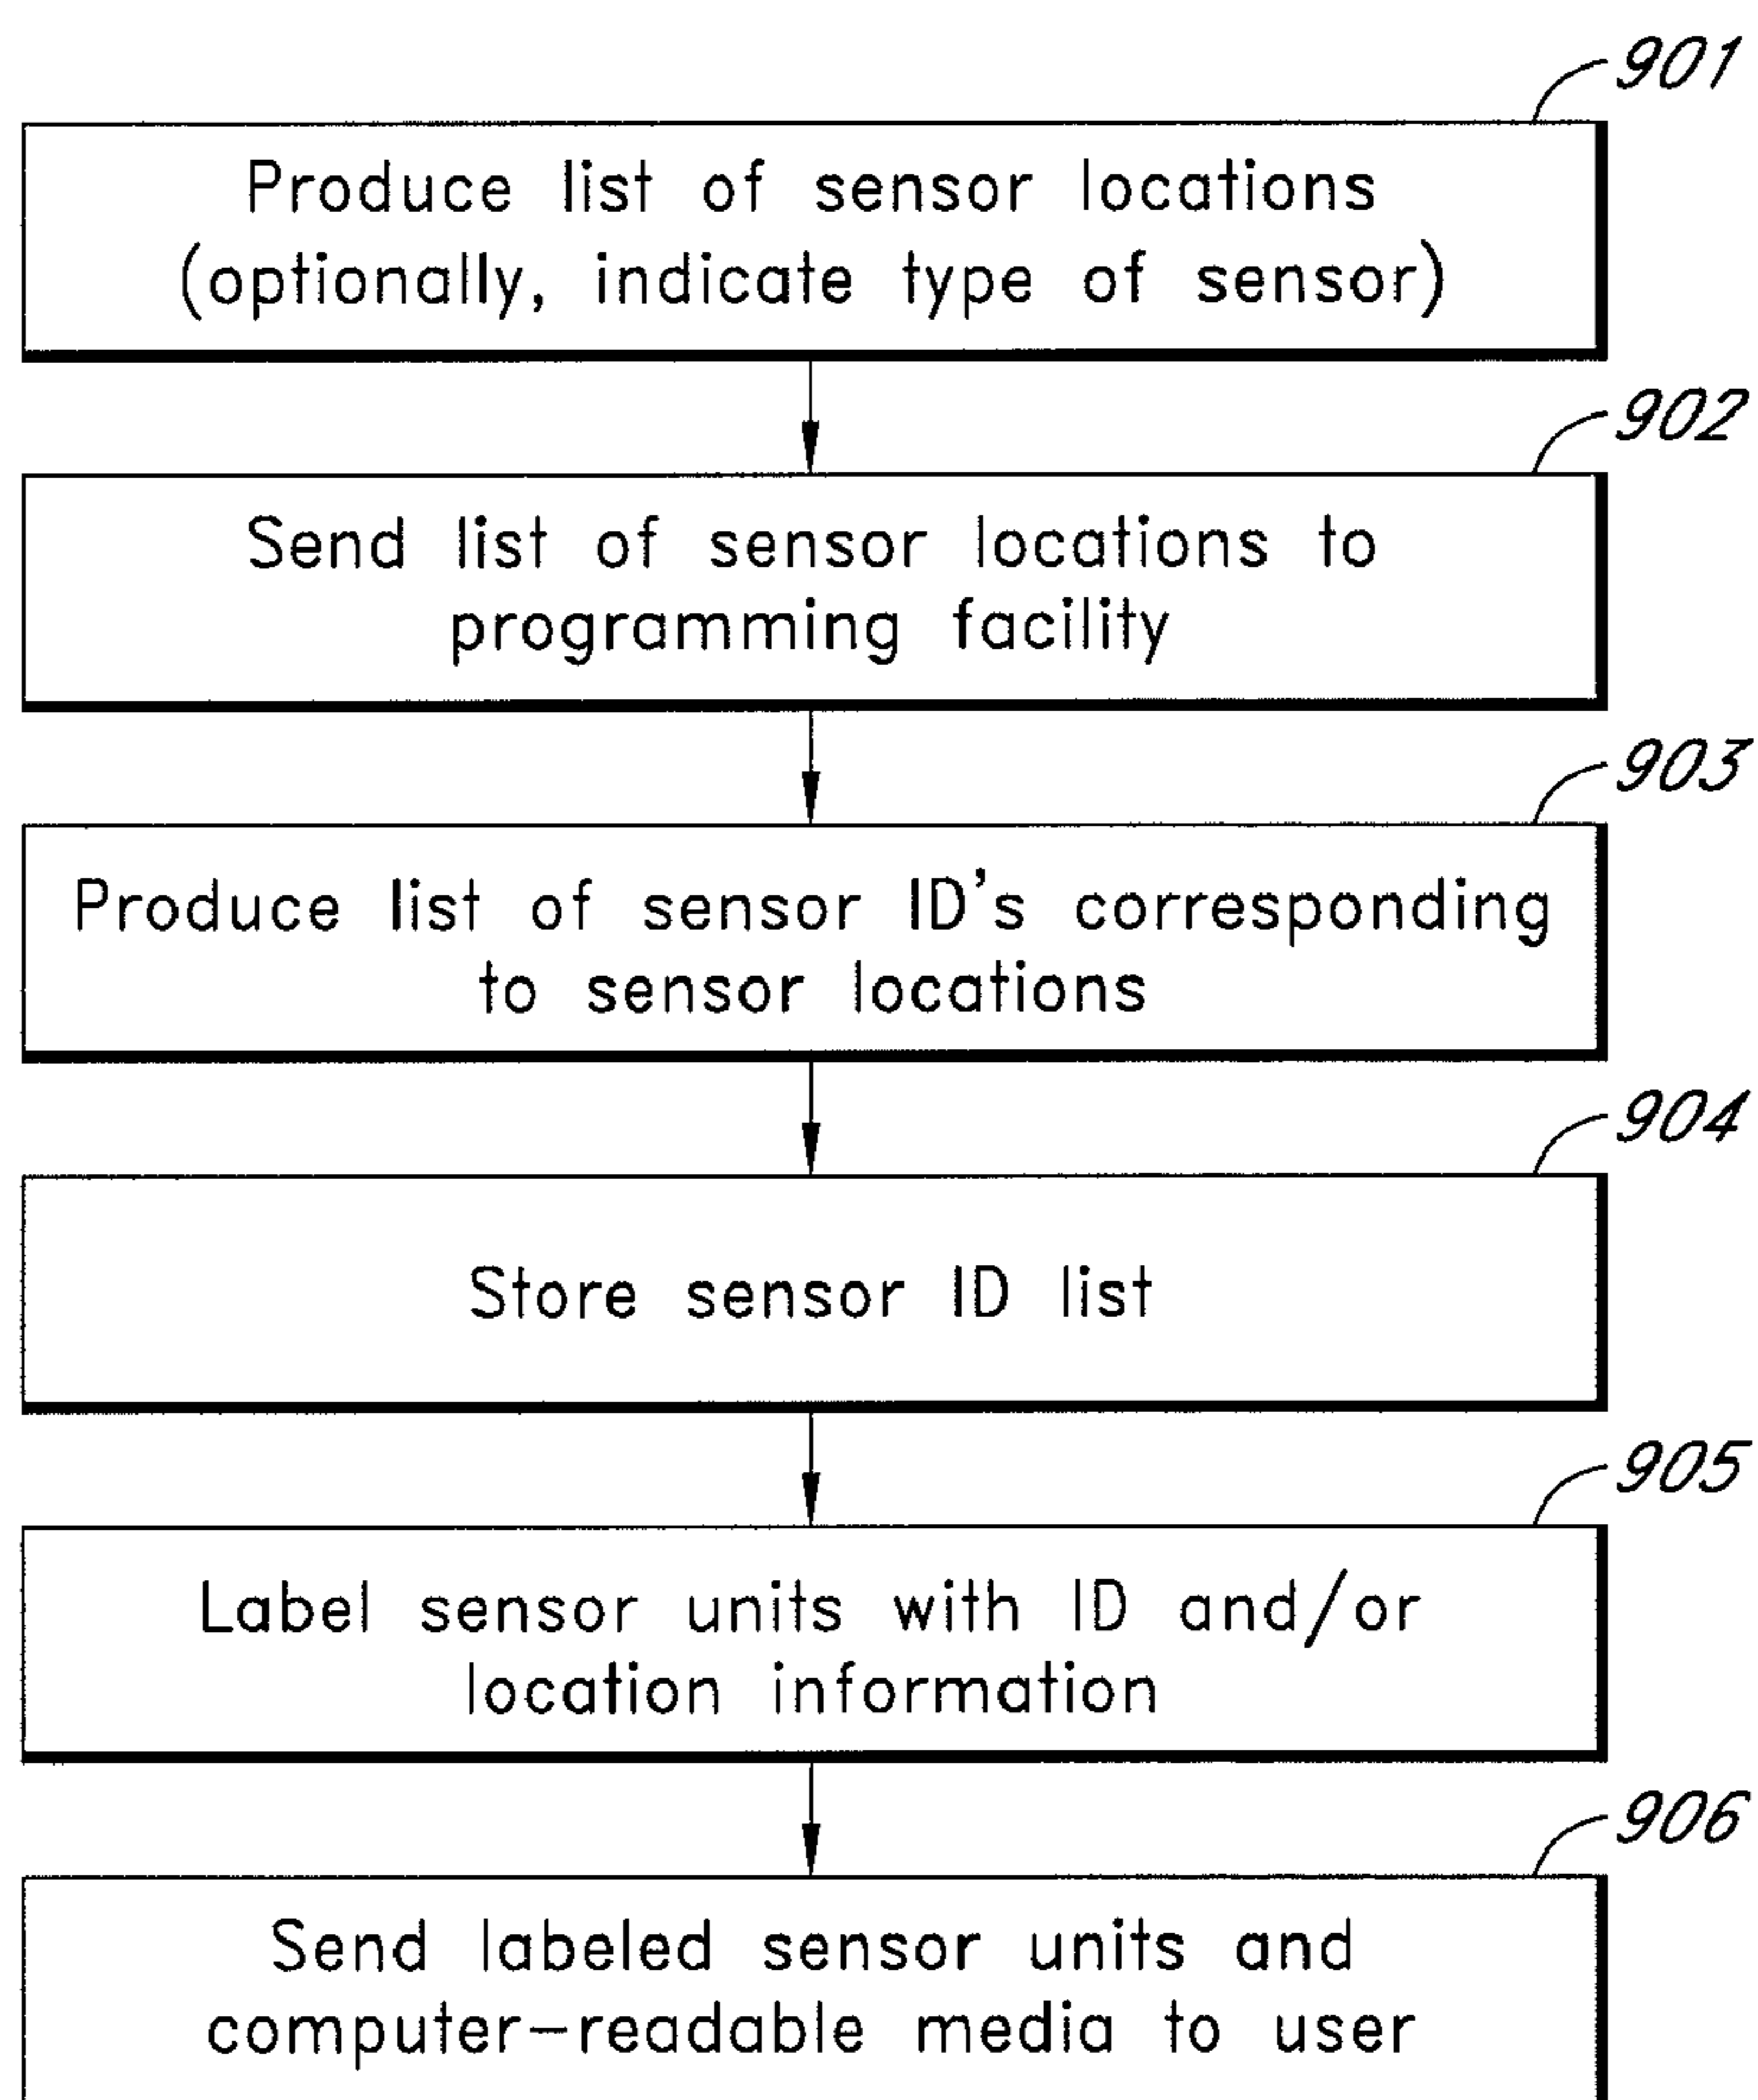 901
Produce list of sensor locations
(optionally, indicate type of sensor)
902
Send list of sensor locations to
programming facility
903
Produce list of sensor ID's corresponding
to sensor locations
904
Store sensor ID list
905
Label sensor units with ID and/or
location information
906
Send labeled sensor units and
computer-readable media to user